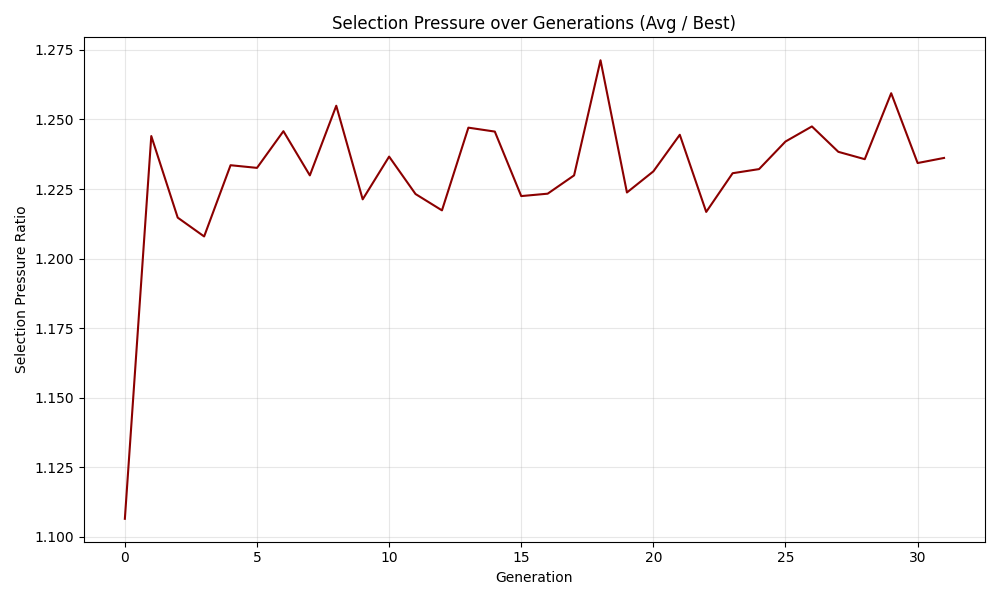 Selection Pressure over Generations (Avg / Best)
Selection Pressure Ratio
1.275
1.250
1.225
1.200
1.175
1.150
1.125
1.100
0 5 10 15 20 25 30
Generation